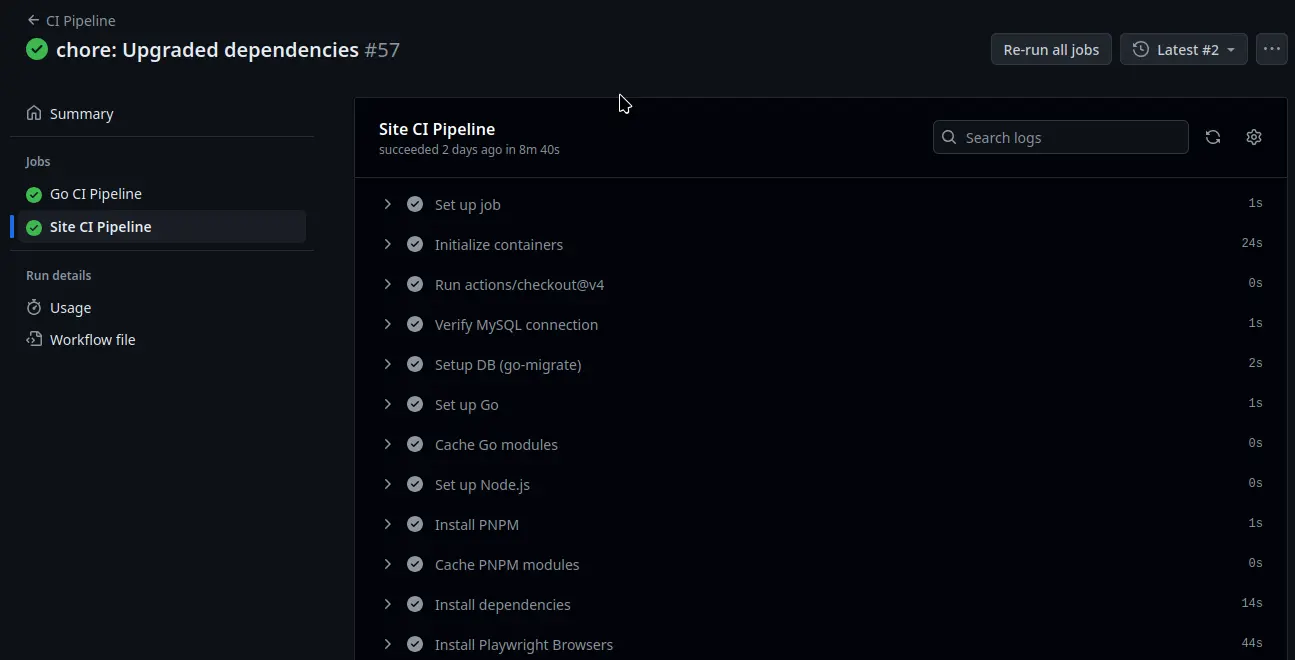 CI Pipeline
chore: Upgraded dependencies #57
Re-run all jobs
Latest #2
Summary
Jobs
Go CI Pipeline
Site CI Pipeline
Run details
Usage
Workflow file
Site CI Pipeline
succeeded 2 days ago in 8m 40s
Search logs
Set up job 1s
Initialize containers 24s
Run actions/checkout@v4 0s
Verify MySQL connection 1s
Setup DB (go-migrate) 2s
Set up Go 1s
Cache Go modules 0s
Set up Node.js 0s
Install PNPM 1s
Cache PNPM modules 0s
Install dependencies 14s
Install Playwright Browsers 44s